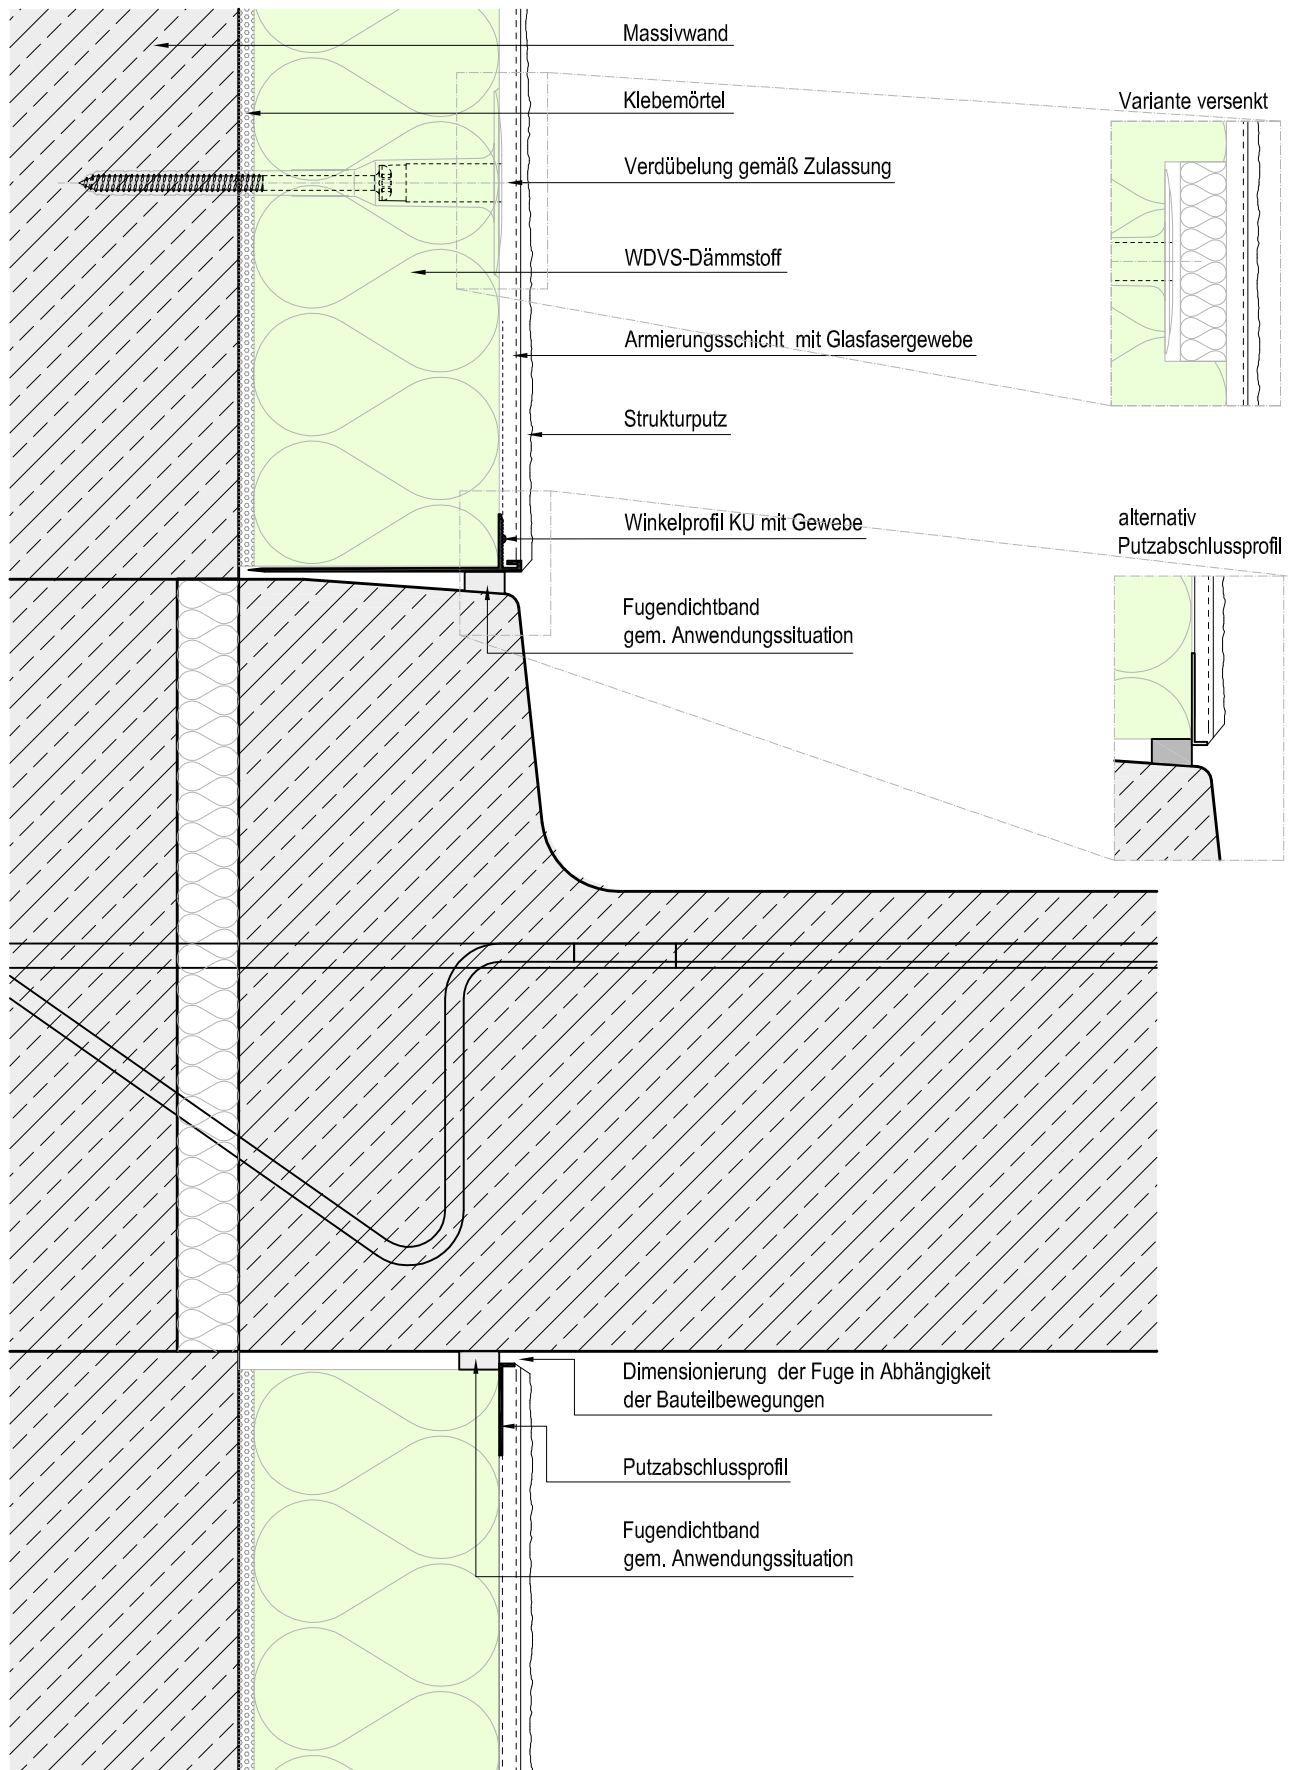 Massivwand
Klebemörtel
Variante versenkt
Verdübelung gemäß Zulassung
WDVS-Dämmstoff
Armierungsschicht mit Glasfasergewebe
Strukturputz
Winkelprofil KU mit Gewebe
alternativ
Putzabschlussprofil
Fugendichtband
gem. Anwendungssituation
Dimensionierung der Fuge in Abhängigkeit
der Bauteilbewegungen
Putzabschlussprofil
Fugendichtband
gem. Anwendungssituation